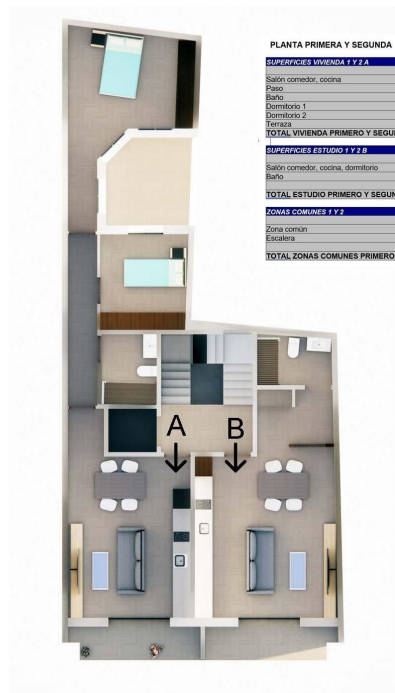 PLANTA PRIMERA Y SEGUNDA
SUPERFICIES VIVIENDA 1 Y 2 A
Salón comedor, cocina
Paso
Baño
Dormitorio 1
Dormitorio 2
Terraza
TOTAL VIVIENDA PRIMERO Y SEGU
SUPERFICIES ESTUDIO 1 Y 2 B
Salón comedor, cocina, dormitorio
Baño
TOTAL ESTUDIO PRIMERO Y SEGUN
ZONAS COMUNES 1 Y 2
Zona común
Escalera
TOTAL ZONAS COMUNES PRIMERO
A B